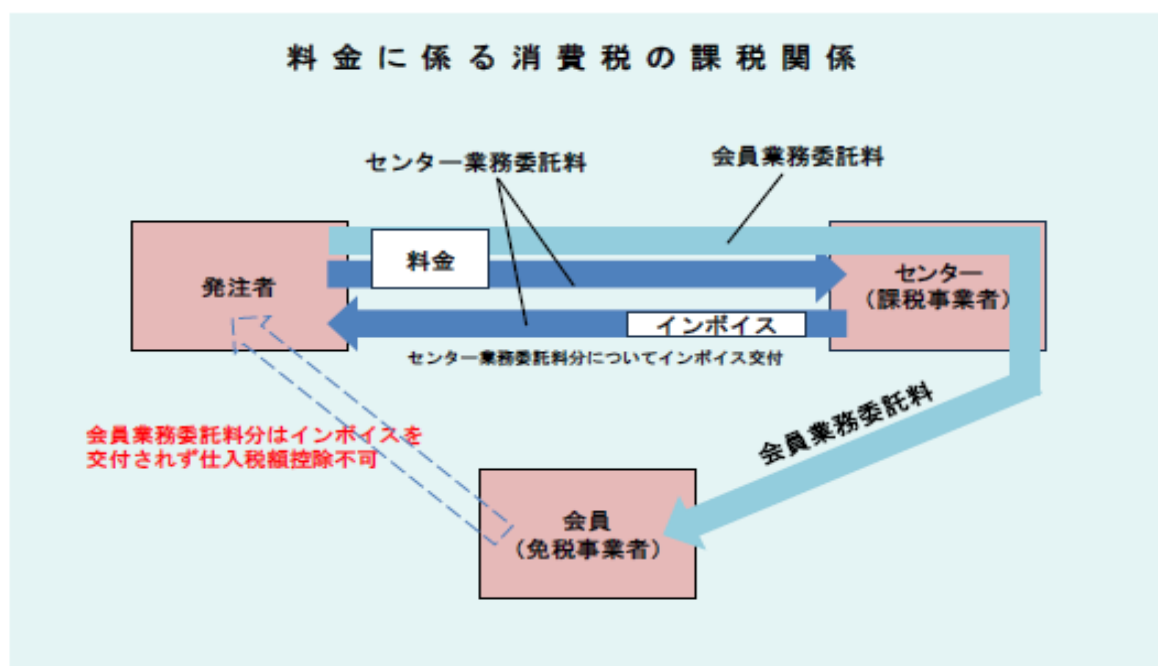 料金に係る消費税の課税関係
センター業務委託料
会員業務委託料
料金
発注者
センター
（課税事業者）
インボイス
センター業務委託料分についてインボイス交付
会員業務委託料
会員業務委託料分はインボイスを
交付されず仕入税額控除不可
会員
（免税事業者）